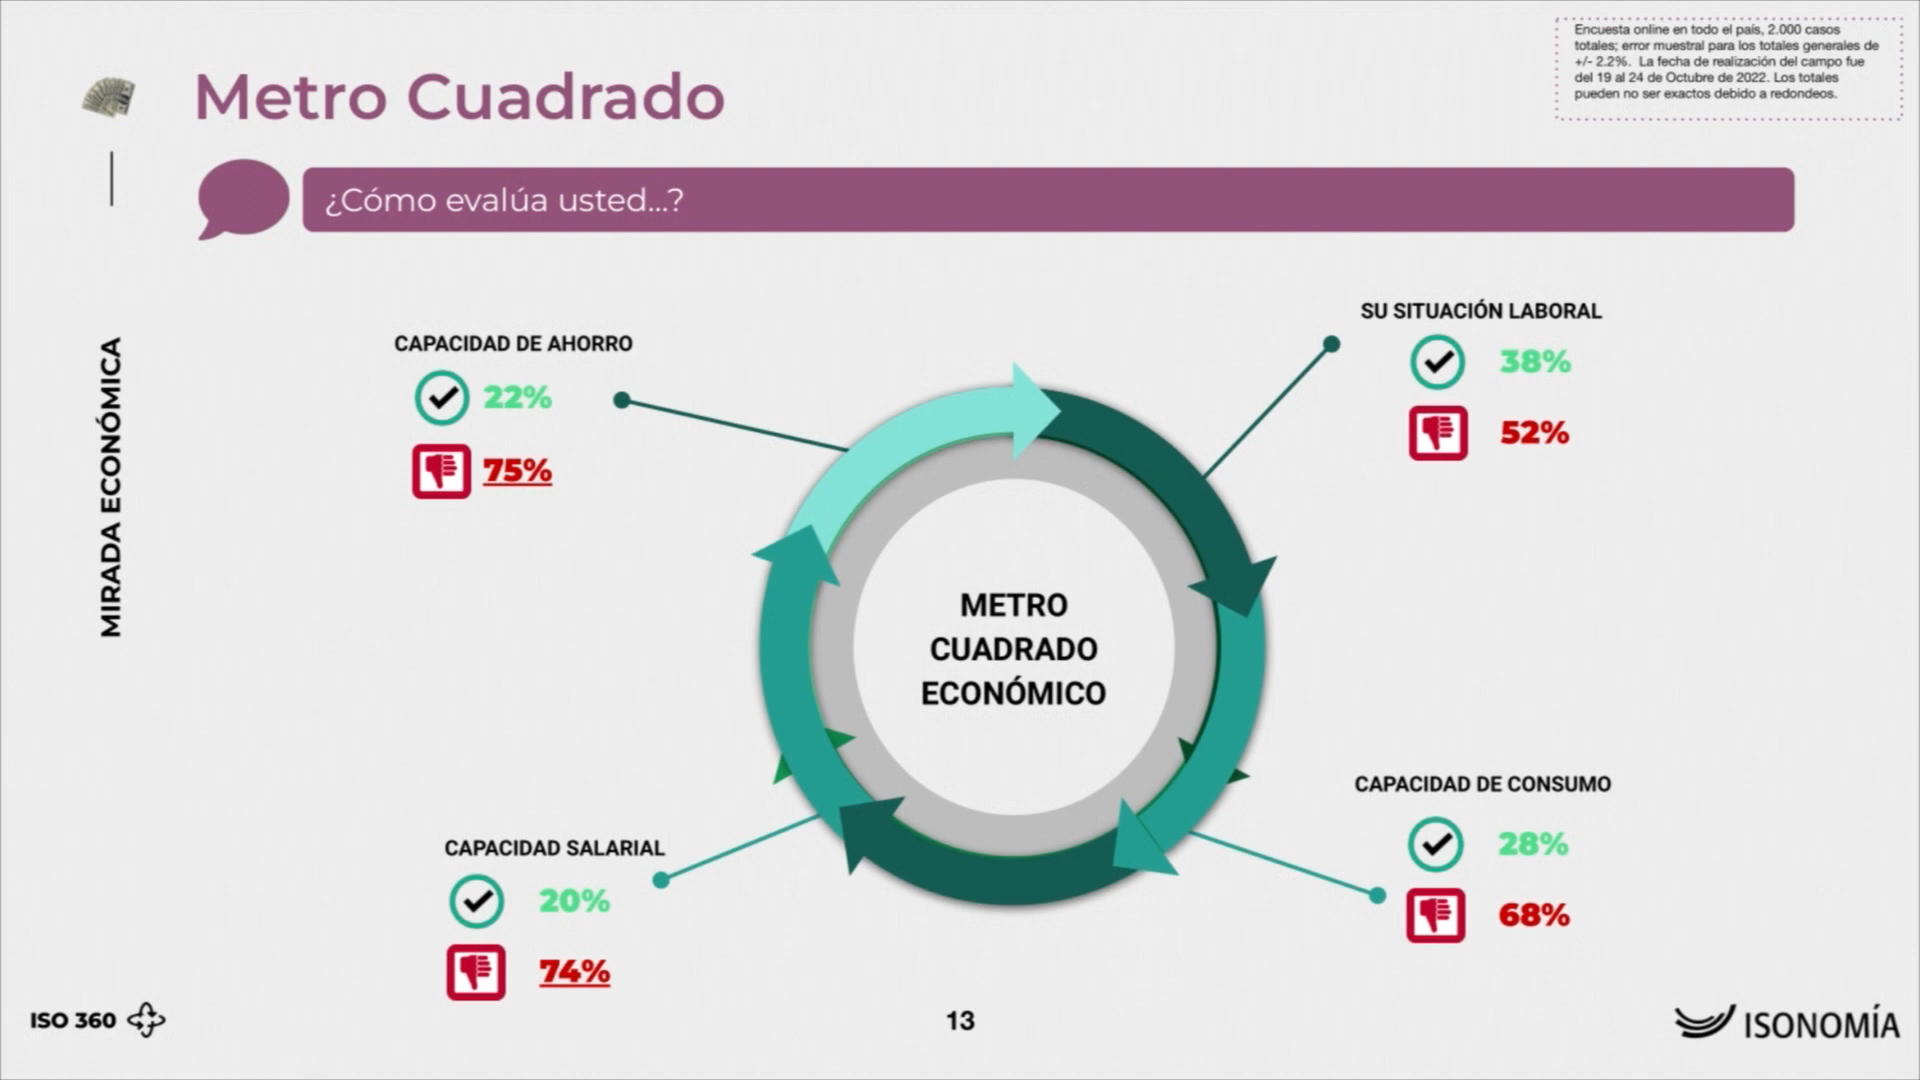 Encuesta online en todo el país, 2.000 casos
totales; error muestral para los totales generales de
+/- 2.2%. La fecha de realización del campo fue
del 19 al 24 de Octubre de 2022. Los totales
pueden no ser exactos debido a redondeos.
Metro Cuadrado
¿Cómo evalúa usted...?
MIRADA ECONÓMICA
CAPACIDAD DE AHORRO
22%
75%
SU SITUACIÓN LABORAL
38%
52%
METRO
CUADRADO
ECONÓMICO
CAPACIDAD SALARIAL
20%
74%
CAPACIDAD DE CONSUMO
28%
68%
ISO 360
13
ISONOMÍA